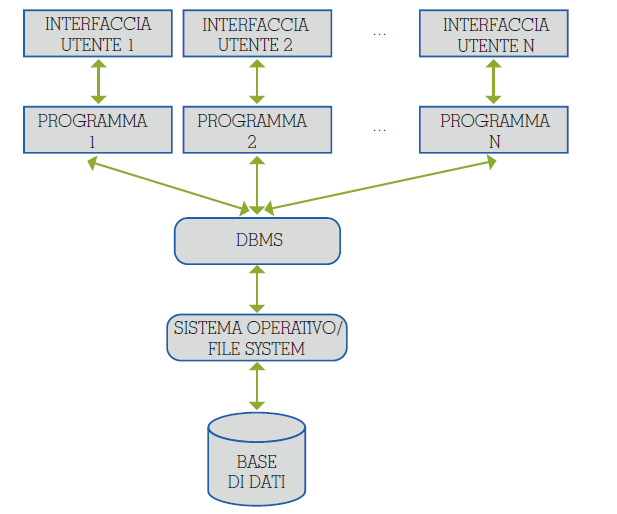 INTERFACCIA
UTENTE 1
INTERFACCIA
UTENTE 2
...
INTERFACCIA
UTENTE N
PROGRAMMA
1
PROGRAMMA
2
...
PROGRAMMA
N
DBMS
SISTEMA OPERATIVO/
FILE SYSTEM
BASE
DI DATI